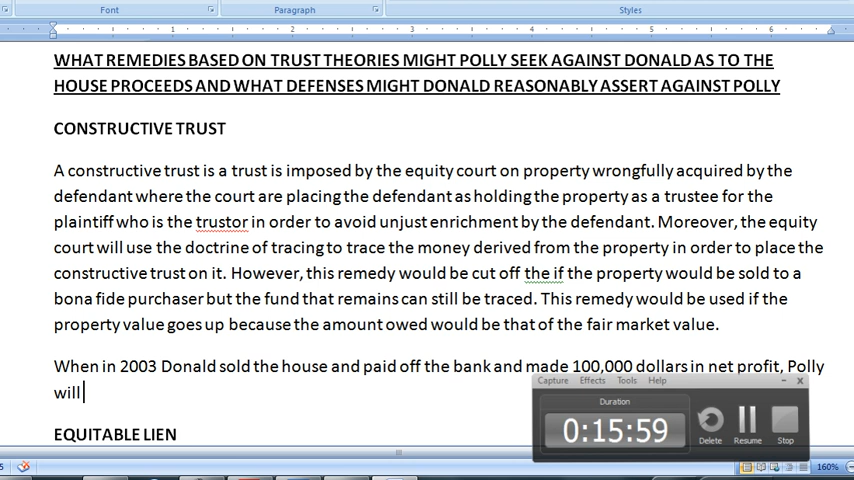 Font Paragraph Styles
1 2 3 4 5 6
WHAT REMEDIES BASED ON TRUST THEORIES MIGHT POLLY SEEK AGAINST DONALD AS TO THE
HOUSE PROCEEDS AND WHAT DEFENSES MIGHT DONALD REASONABLY ASSERT AGAINST POLLY
CONSTRUCTIVE TRUST
A constructive trust is a trust is imposed by the equity court on property wrongfully acquired by the
defendant where the court are placing the defendant as holding the property as a trustee for the
plaintiff who is the trustor in order to avoid unjust enrichment by the defendant. Moreover, the equity
court will use the doctrine of tracing to trace the money derived from the property in order to place the
constructive trust on it. However, this remedy would be cut off the if the property would be sold to a
bona fide purchaser but the fund that remains can still be traced. This remedy would be used if the
property value goes up because the amount owed would be that of the fair market value.
When in 2003 Donald sold the house and paid off the bank and made 100,000 dollars in net profit, Polly
will
Capture Effects Tools Help
Duration
0:15:59
Delete Resume Stop
EQUITABLE LIEN
5
160%